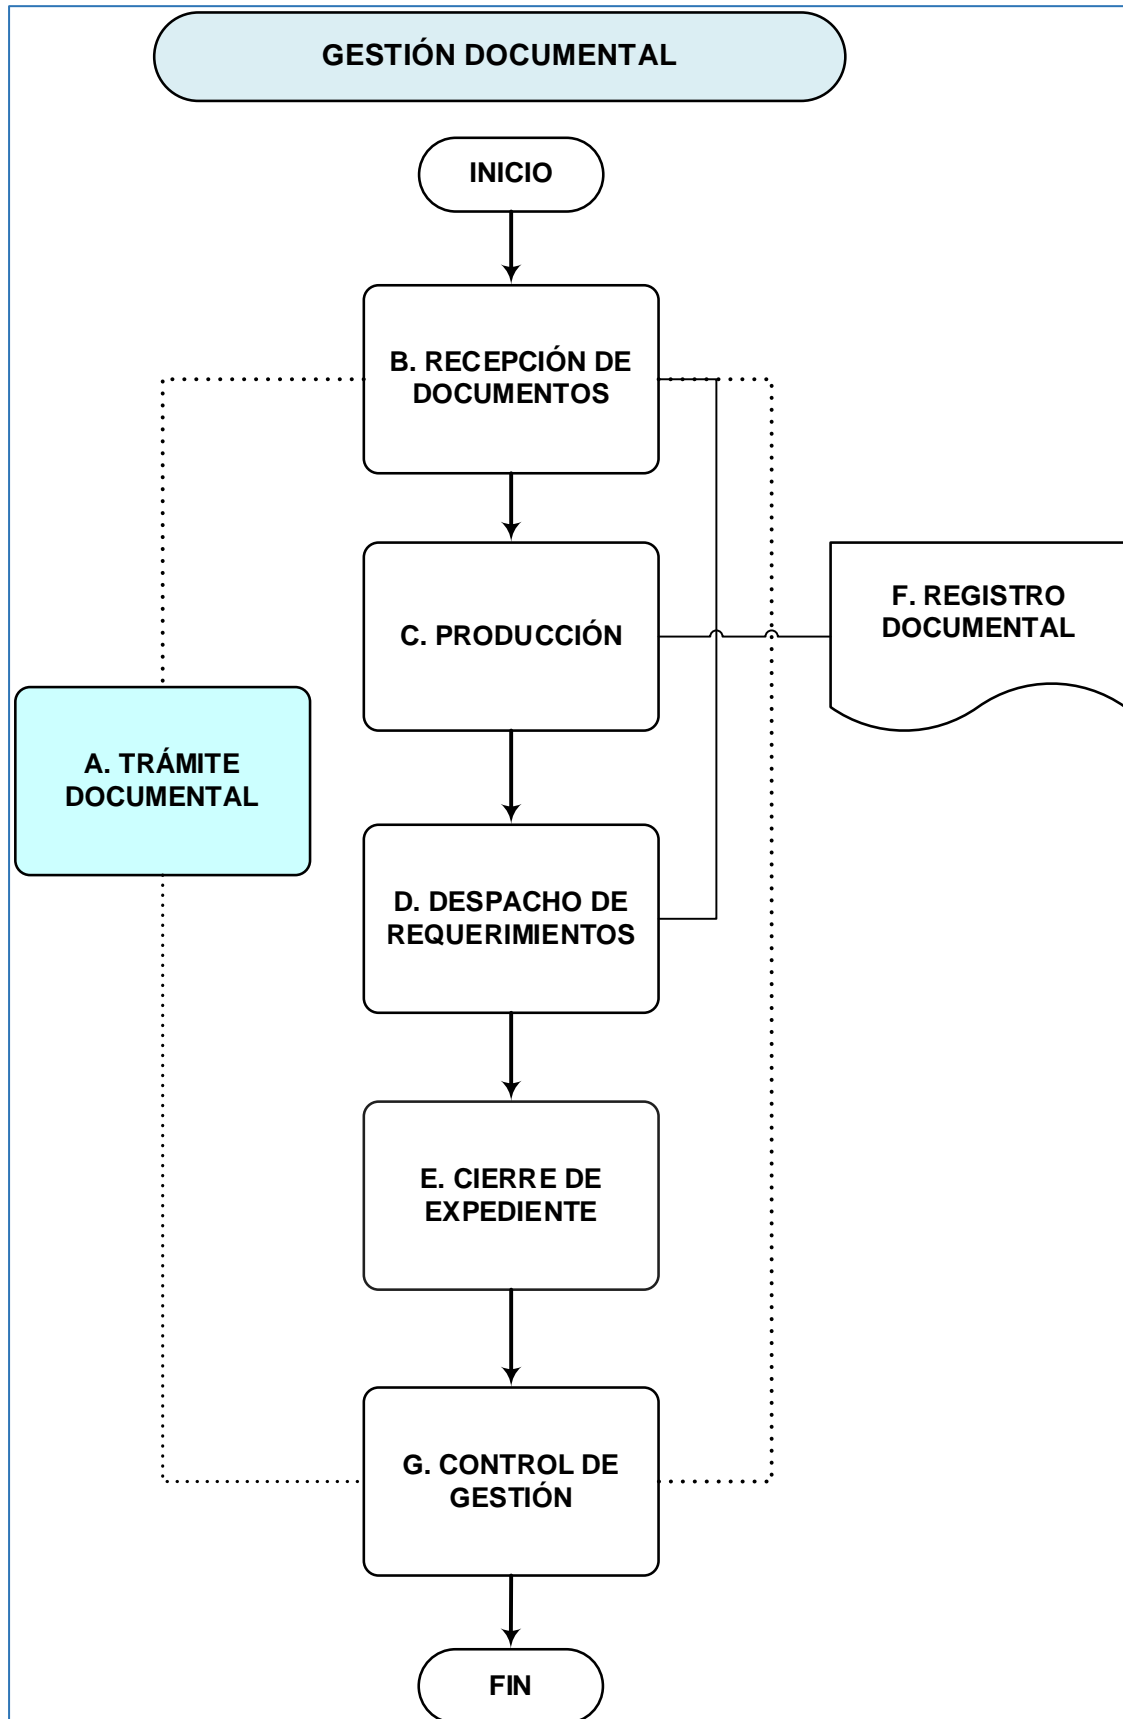 GESTIÓN DOCUMENTAL
INICIO
B. RECEPCIÓN DE
DOCUMENTOS
C. PRODUCCIÓN
F. REGISTRO
DOCUMENTAL
A. TRÁMITE
DOCUMENTAL
D. DESPACHO DE
REQUERIMIENTOS
E. CIERRE DE
EXPEDIENTE
G. CONTROL DE
GESTIÓN
FIN